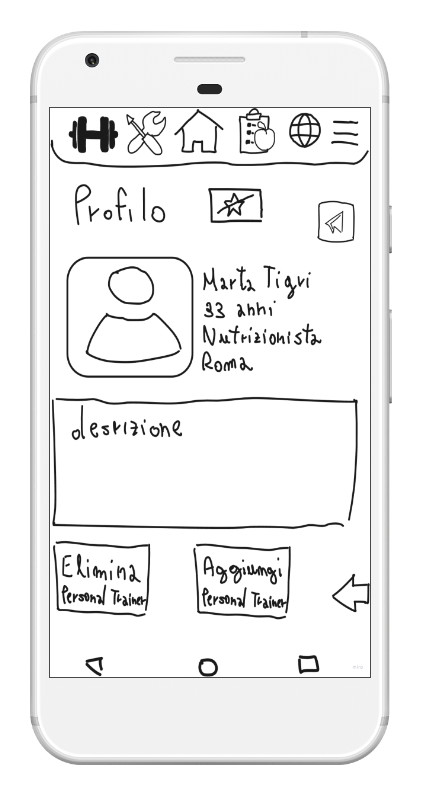 Profilo
Marta Tigri
33 anni
Nutrizionista
Roma
desrizione
Elimina
Personal Trainer
Aggiungi
Personal Trainer